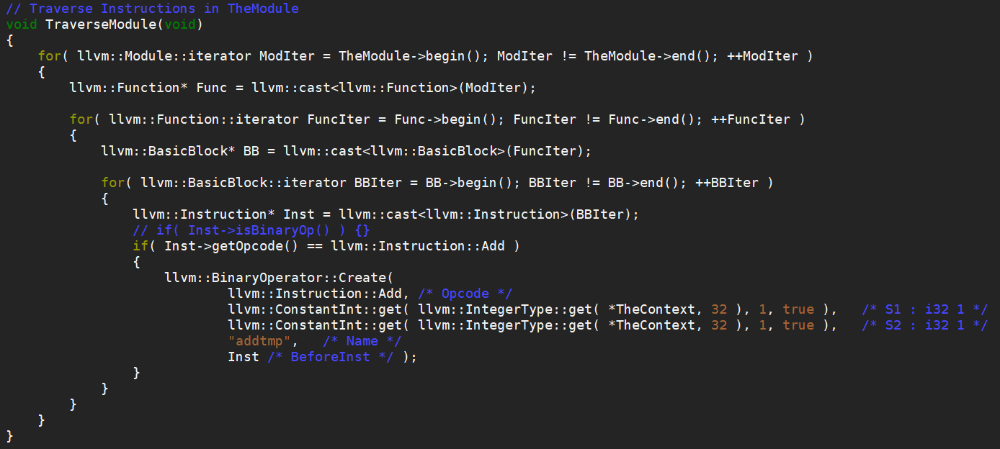 // Traverse Instructions in TheModule
void TraverseModule(void)
{
    for( llvm::Module::iterator ModIter = TheModule->begin(); ModIter != TheModule->end(); ++ModIter )
    {
        llvm::Function* Func = llvm::cast<llvm::Function>(ModIter);

        for( llvm::Function::iterator FuncIter = Func->begin(); FuncIter != Func->end(); ++FuncIter )
        {
            llvm::BasicBlock* BB = llvm::cast<llvm::BasicBlock>(FuncIter);

            for( llvm::BasicBlock::iterator BBIter = BB->begin(); BBIter != BB->end(); ++BBIter )
            {
                llvm::Instruction* Inst = llvm::cast<llvm::Instruction>(BBIter);
                // if( Inst->isBinaryOp() ) {}
                if( Inst->getOpcode() == llvm::Instruction::Add )
                {
                    llvm::BinaryOperator::Create(
                            llvm::Instruction::Add, /* Opcode */
                            llvm::ConstantInt::get( llvm::IntegerType::get( *TheContext, 32 ), 1, true ),   /* S1 : i32 1 */
                            llvm::ConstantInt::get( llvm::IntegerType::get( *TheContext, 32 ), 1, true ),   /* S2 : i32 1 */
                            "addtmp",   /* Name */
                            Inst /* BeforeInst */ );
                }
            }
        }
    }
}